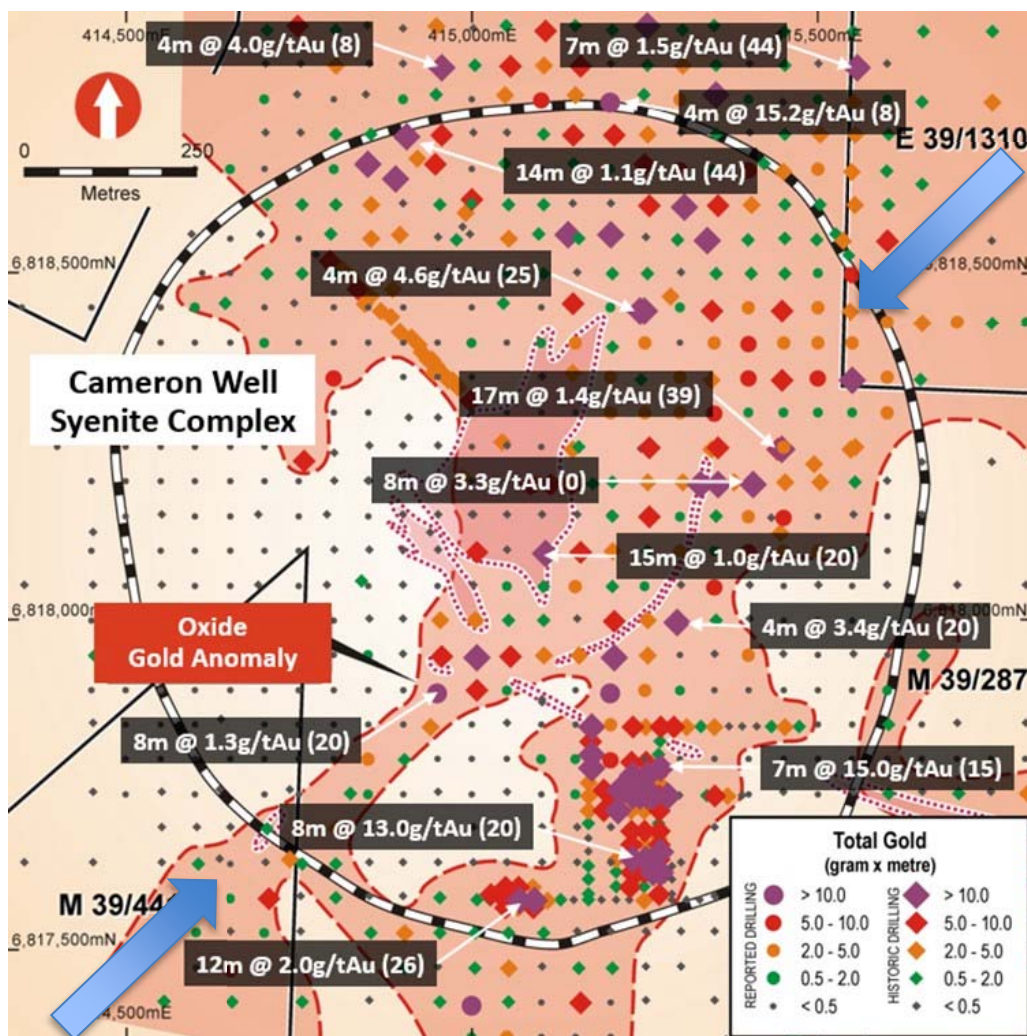 414,500mE
415,000mE
415,500mE
4m @ 4.0g/tAu (8)
7m @ 1.5g/tAu (44)
4m @ 15.2g/tAu (8)
E 39/1310
0
250
Metres
14m @ 1.1g/tAu (44)
6,818,500mN
6,818,500mN
4m @ 4.6g/tAu (25)
Cameron Well
Syenite Complex
17m @ 1.4g/tAu (39)
8m @ 3.3g/tAu (0)
15m @ 1.0g/tAu (20)
6,818,000mN
6,818,000mN
Oxide
Gold Anomaly
4m @ 3.4g/tAu (20)
M 39/287
8m @ 1.3g/tAu (20)
7m @ 15.0g/tAu (15)
8m @ 13.0g/tAu (20)
M 39/44
6,817,500mN
12m @ 2.0g/tAu (26)
4,500mE
Total Gold
(gram x metre)
REPORTED DRILLING
> 10.0
5.0 - 10.0
2.0 - 5.0
0.5 - 2.0
< 0.5
HISTORIC DRILLING
> 10.0
5.0 - 10.0
2.0 - 5.0
0.5 - 2.0
< 0.5